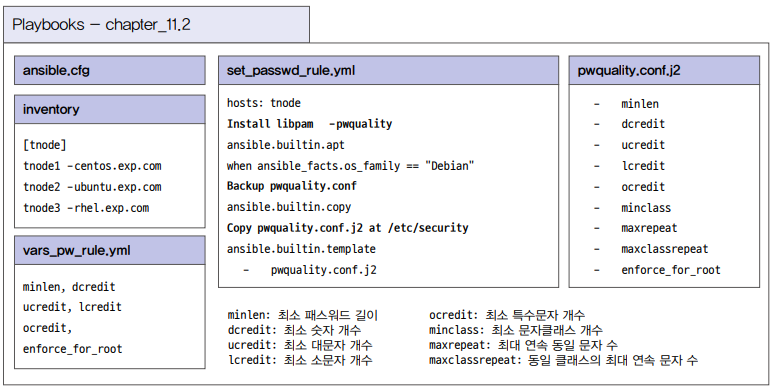 Playbooks – chapter_11.2
ansible.cfg
inventory
[tnode]
tnode1 -centos.exp.com
tnode2 -ubuntu.exp.com
tnode3 -rhel.exp.com
vars_pw_rule.yml
minlen, dcredit
ucredit, lcredit
ocredit,
enforce_for_root
set_passwd_rule.yml
hosts: tnode
Install libpam -pwquality
ansible.builtin.apt
when ansible_facts.os_family == "Debian"
Backup pwquality.conf
ansible.builtin.copy
Copy pwquality.conf.j2 at /etc/security
ansible.builtin.template
- pwquality.conf.j2
pwquality.conf.j2
- minlen
- dcredit
- ucredit
- lcredit
- ocredit
- minclass
- maxrepeat
- maxclassrepeat
- enforce_for_root
minlen: 최소 패스워드 길이
dcredit: 최소 숫자 개수
ucredit: 최소 대문자 개수
lcredit: 최소 소문자 개수
ocredit: 최소 특수문자 개수
minclass: 최소 문자클래스 개수
maxrepeat: 최대 연속 동일 문자 수
maxclassrepeat: 동일 클래스의 최대 연속 문자 수